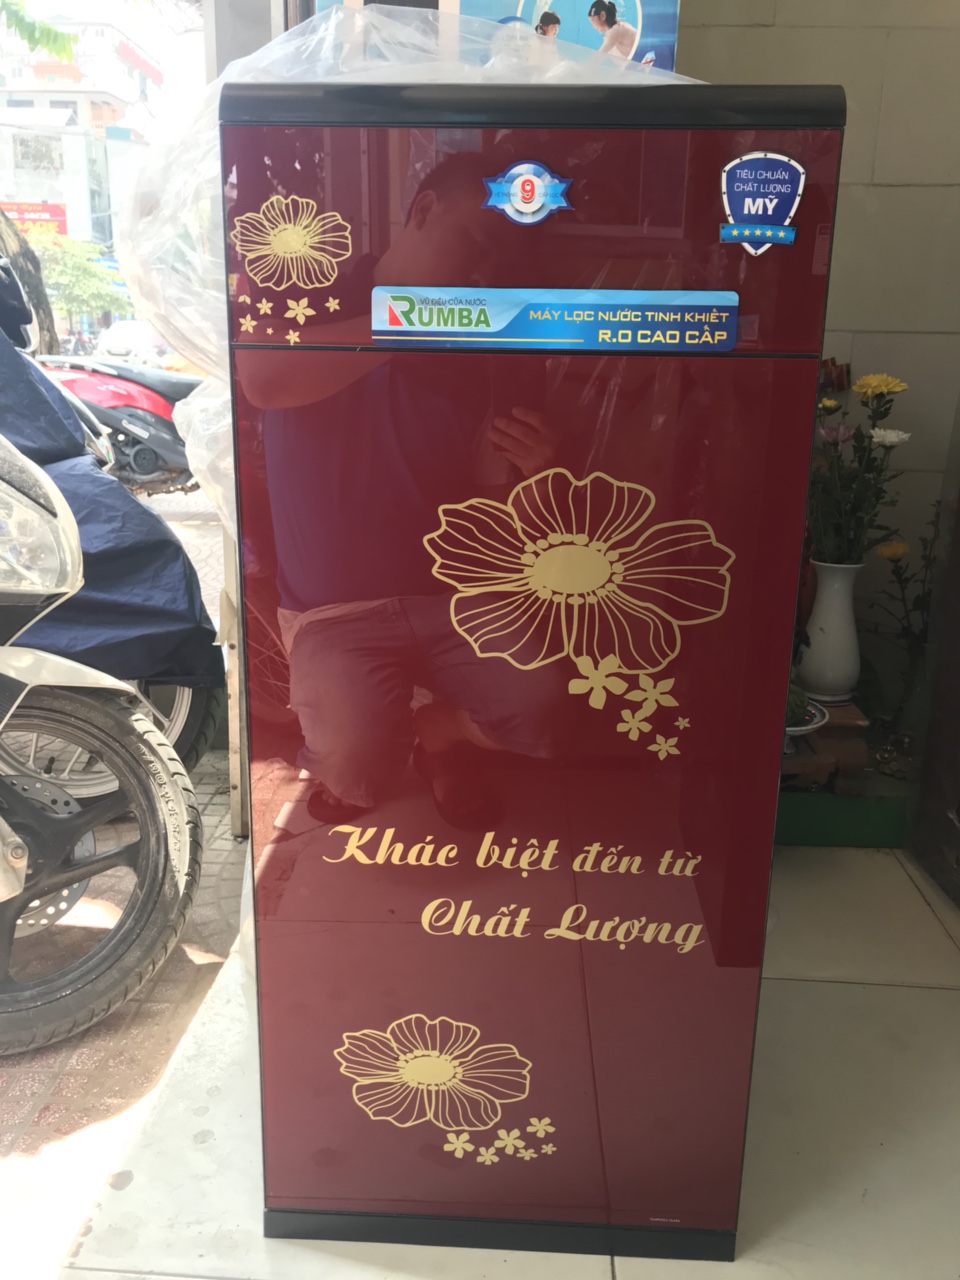 9
TIÊU CHUẨN
CHẤT LƯỢNG
MỸ
VŨ ĐIỆU CỦA NƯỚC
RUMBA
MÁY LỌC NƯỚC TINH KHIẾT
R.O CAO CẤP
Khác biệt đến từ
Chất Lượng